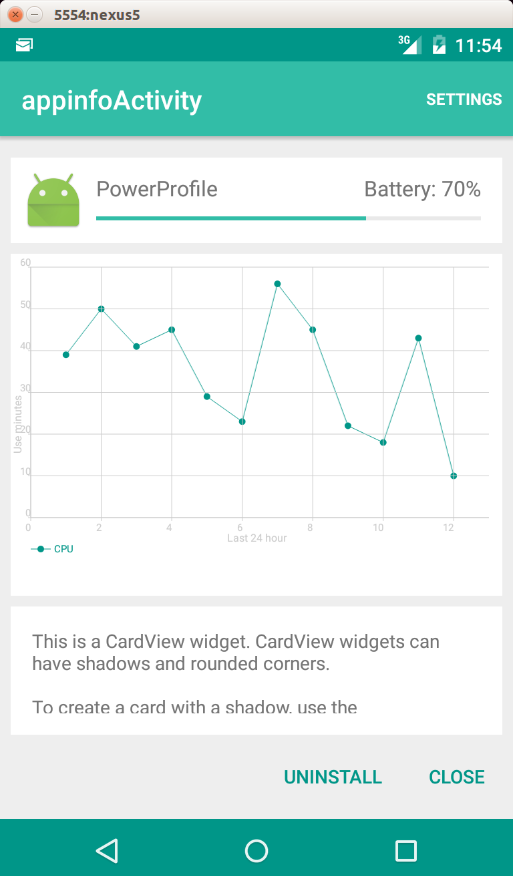 5554:nexus5
3G 11:54
appinfoActivity SETTINGS
PowerProfile Battery: 70%
60
50
40
30
20
10
0
Use minutes
0 2 4 6 8 10 12
Last 24 hour
CPU
This is a CardView widget. CardView widgets can
have shadows and rounded corners.
To create a card with a shadow, use the
UNINSTALL CLOSE